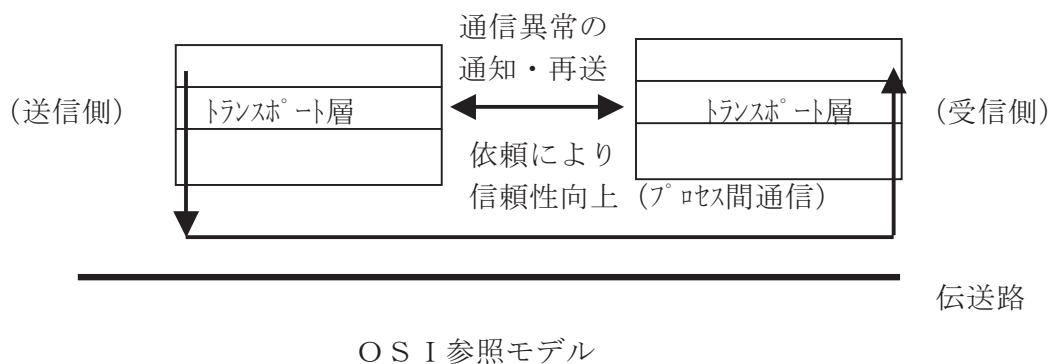 通信異常の
通知・再送
(送信側)
トランスポート層
トランスポート層
(受信側)
依頼により
信頼性向上(プロセス間通信)
伝送路
OSI参照モデル